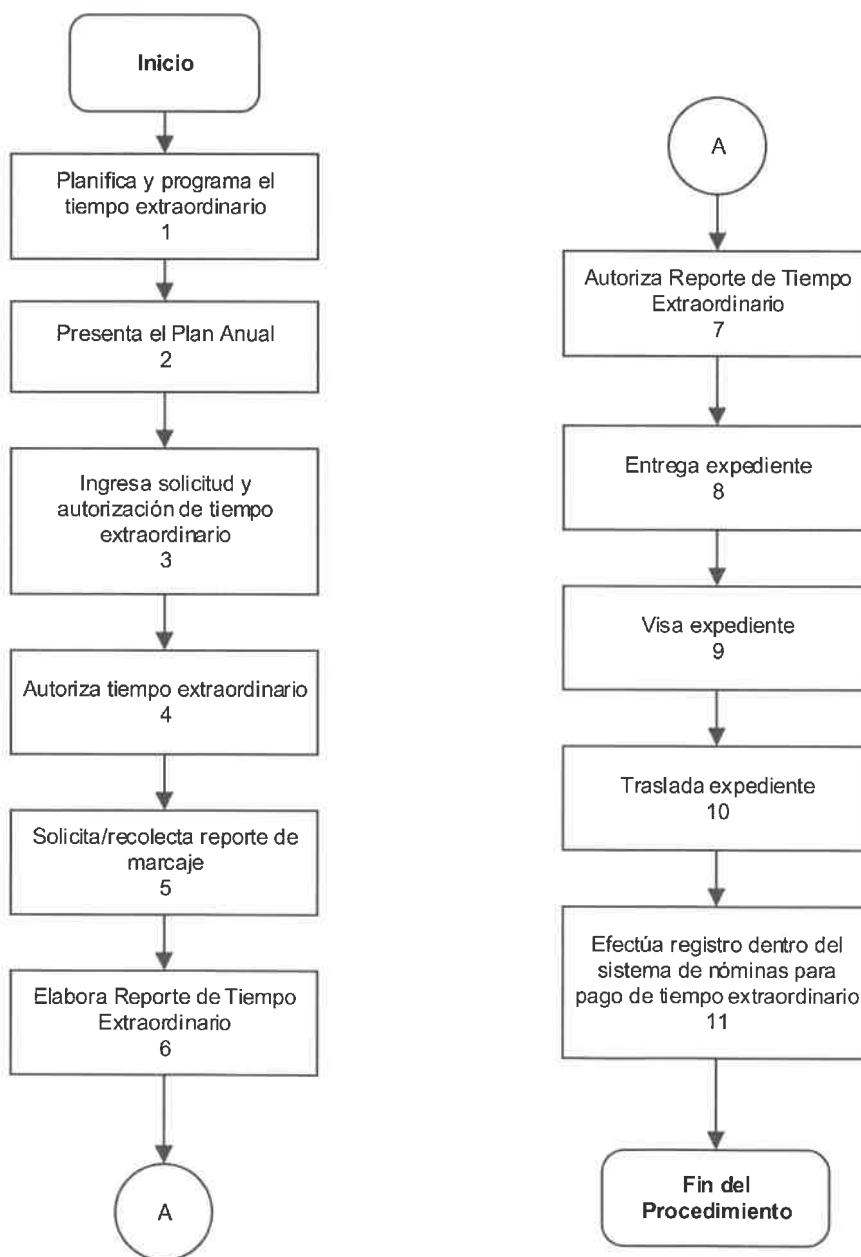 Inicio
Planifica y programa el
tiempo extraordinario
1
Presenta el Plan Anual
2
Ingresa solicitud y
autorización de tiempo
extraordinario
3
Autoriza tiempo extraordinario
4
Solicita/recolecta reporte de
marcaje
5
Elabora Reporte de Tiempo
Extraordinario
6
A
A
Autoriza Reporte de Tiempo
Extraordinario
7
Entrega expediente
8
Visa expediente
9
Traslada expediente
10
Efectúa registro dentro del
sistema de nóminas para
pago de tiempo extraordinario
11
Fin del
Procedimiento